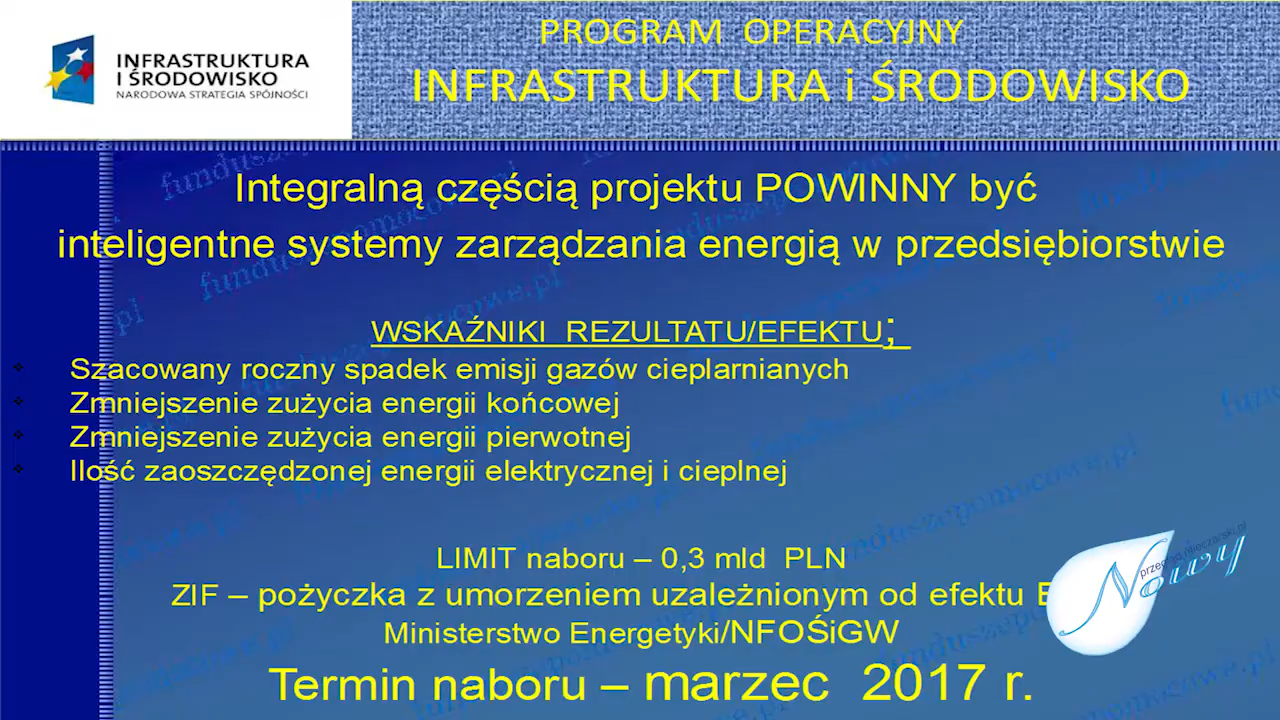 INFRASTRUKTURA
I ŚRODOWISKO
NARODOWA STRATEGIA SPÓJNOŚCI
PROGRAM OPERACYJNY
INFRASTRUKTURA i ŚRODOWISKO
Integralną częścią projektu POWINNY być
inteligentne systemy zarządzania energią w przedsiębiorstwie
WSKAŹNIKI REZULTATU/EFEKTU;
Szacowany roczny spadek emisji gazów cieplarnianych
Zmniejszenie zużycia energii końcowej
Zmniejszenie zużycia energii pierwotnej
Ilość zaoszczędzonej energii elektrycznej i cieplnej
LIMIT naboru – 0,3 mld PLN
ZIF – pożyczka z umorzeniem uzależnionym od efektu
Ministerstwo Energetyki/NFOŚiGW
Termin naboru – marzec 2017 r.
Nowy
funduszepomocowe.pl